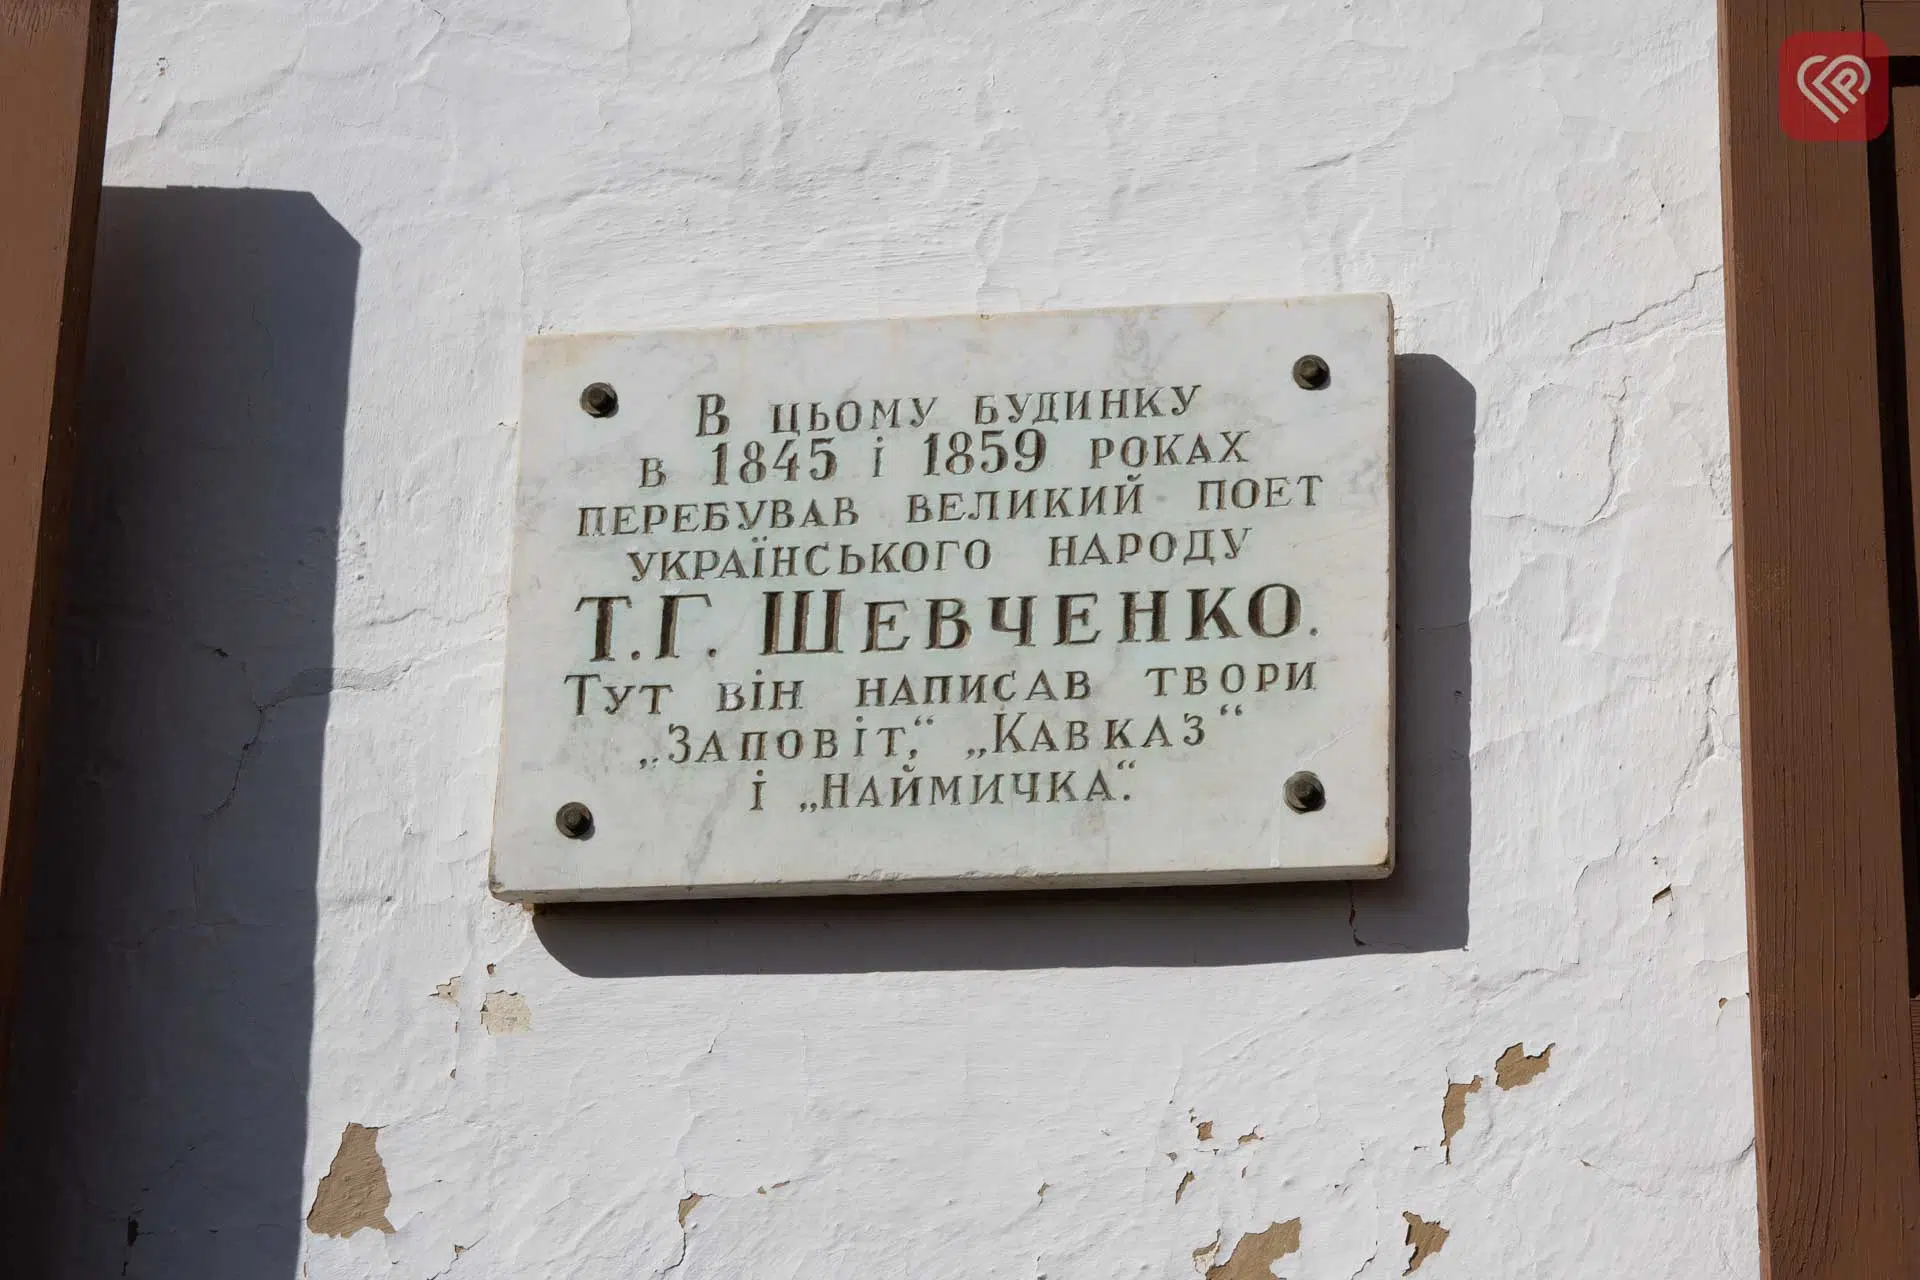 В цьому будинку
в 1845 і 1859 роках
перебував великий поет
українського народу
Т.Г. Шевченко.
Тут він написав твори
„Заповіт,“ „Кавказ“
і „Наймичка“.